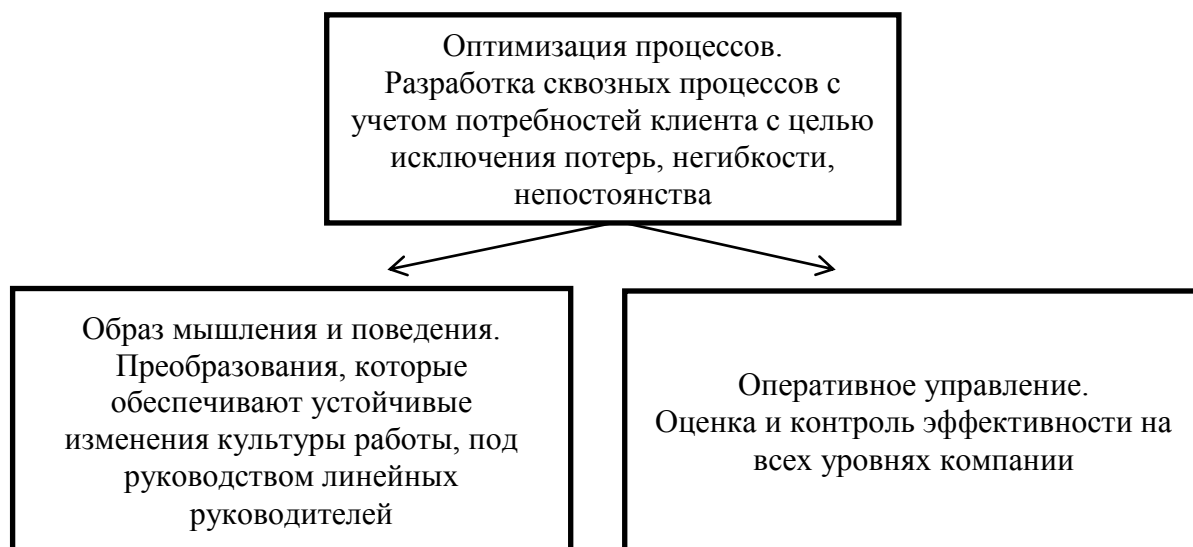 Оптимизация процессов.
Разработка сквозных процессов с
учетом потребностей клиента с целью
исключения потерь, негибкости,
непостоянства
Образ мышления и поведения.
Преобразования, которые
обеспечивают устойчивые
изменения культуры работы, под
руководством линейных
руководителей
Оперативное управление.
Оценка и контроль эффективности на
всех уровнях компании